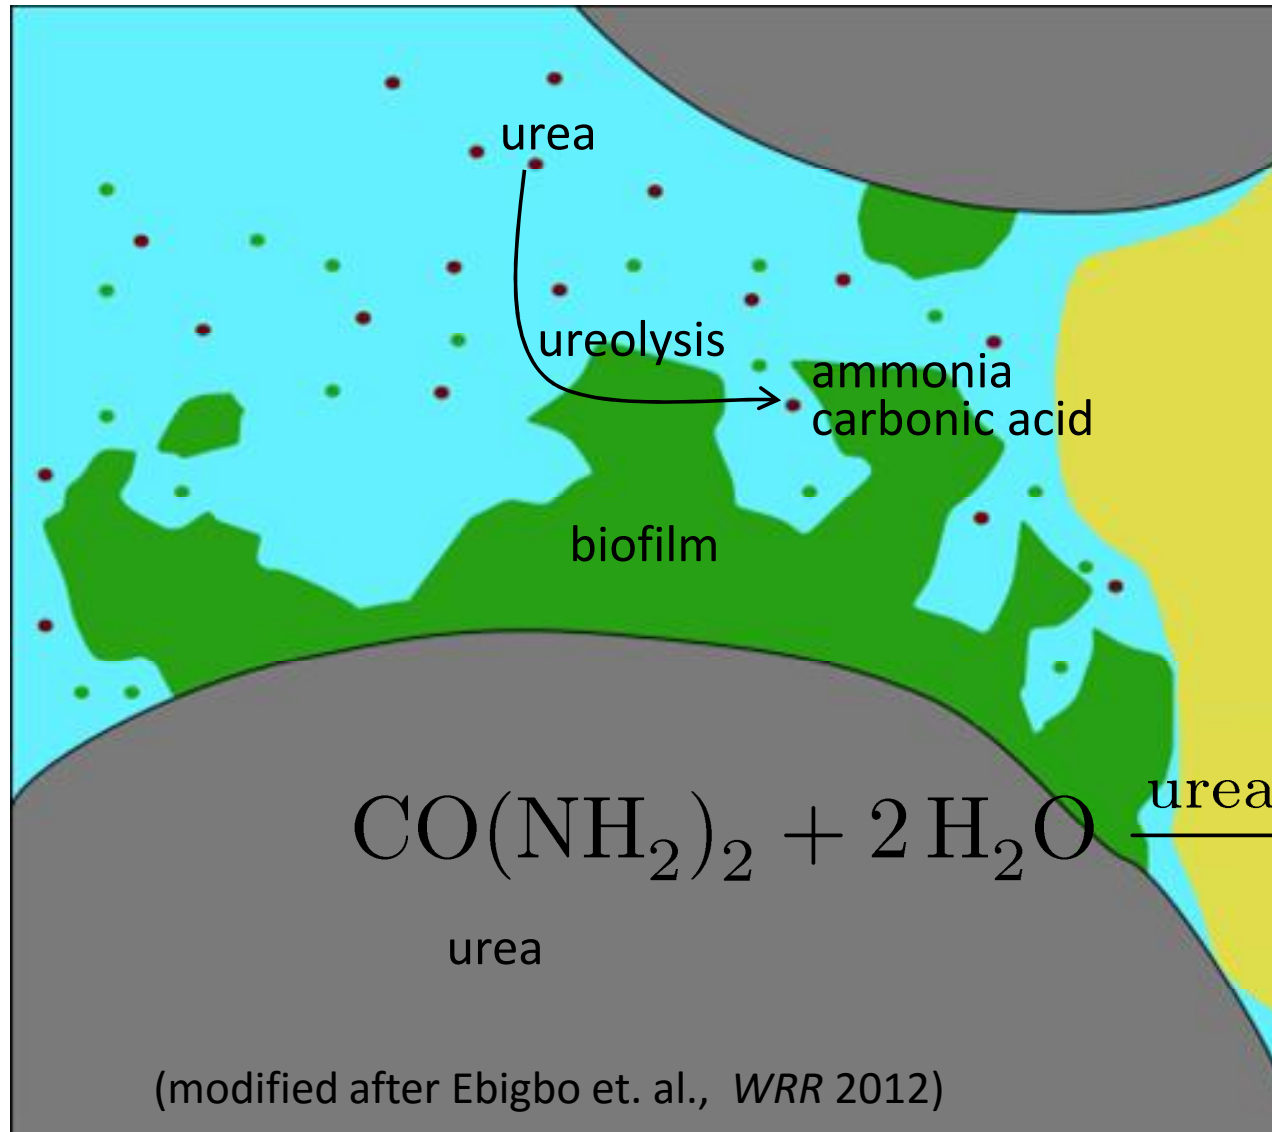 urea
ureolysis
ammonia
carbonic acid
biofilm
urea
CO(NH₂)₂ + 2 H₂O
urea
(modified after Ebigbo et. al., WRR 2012)